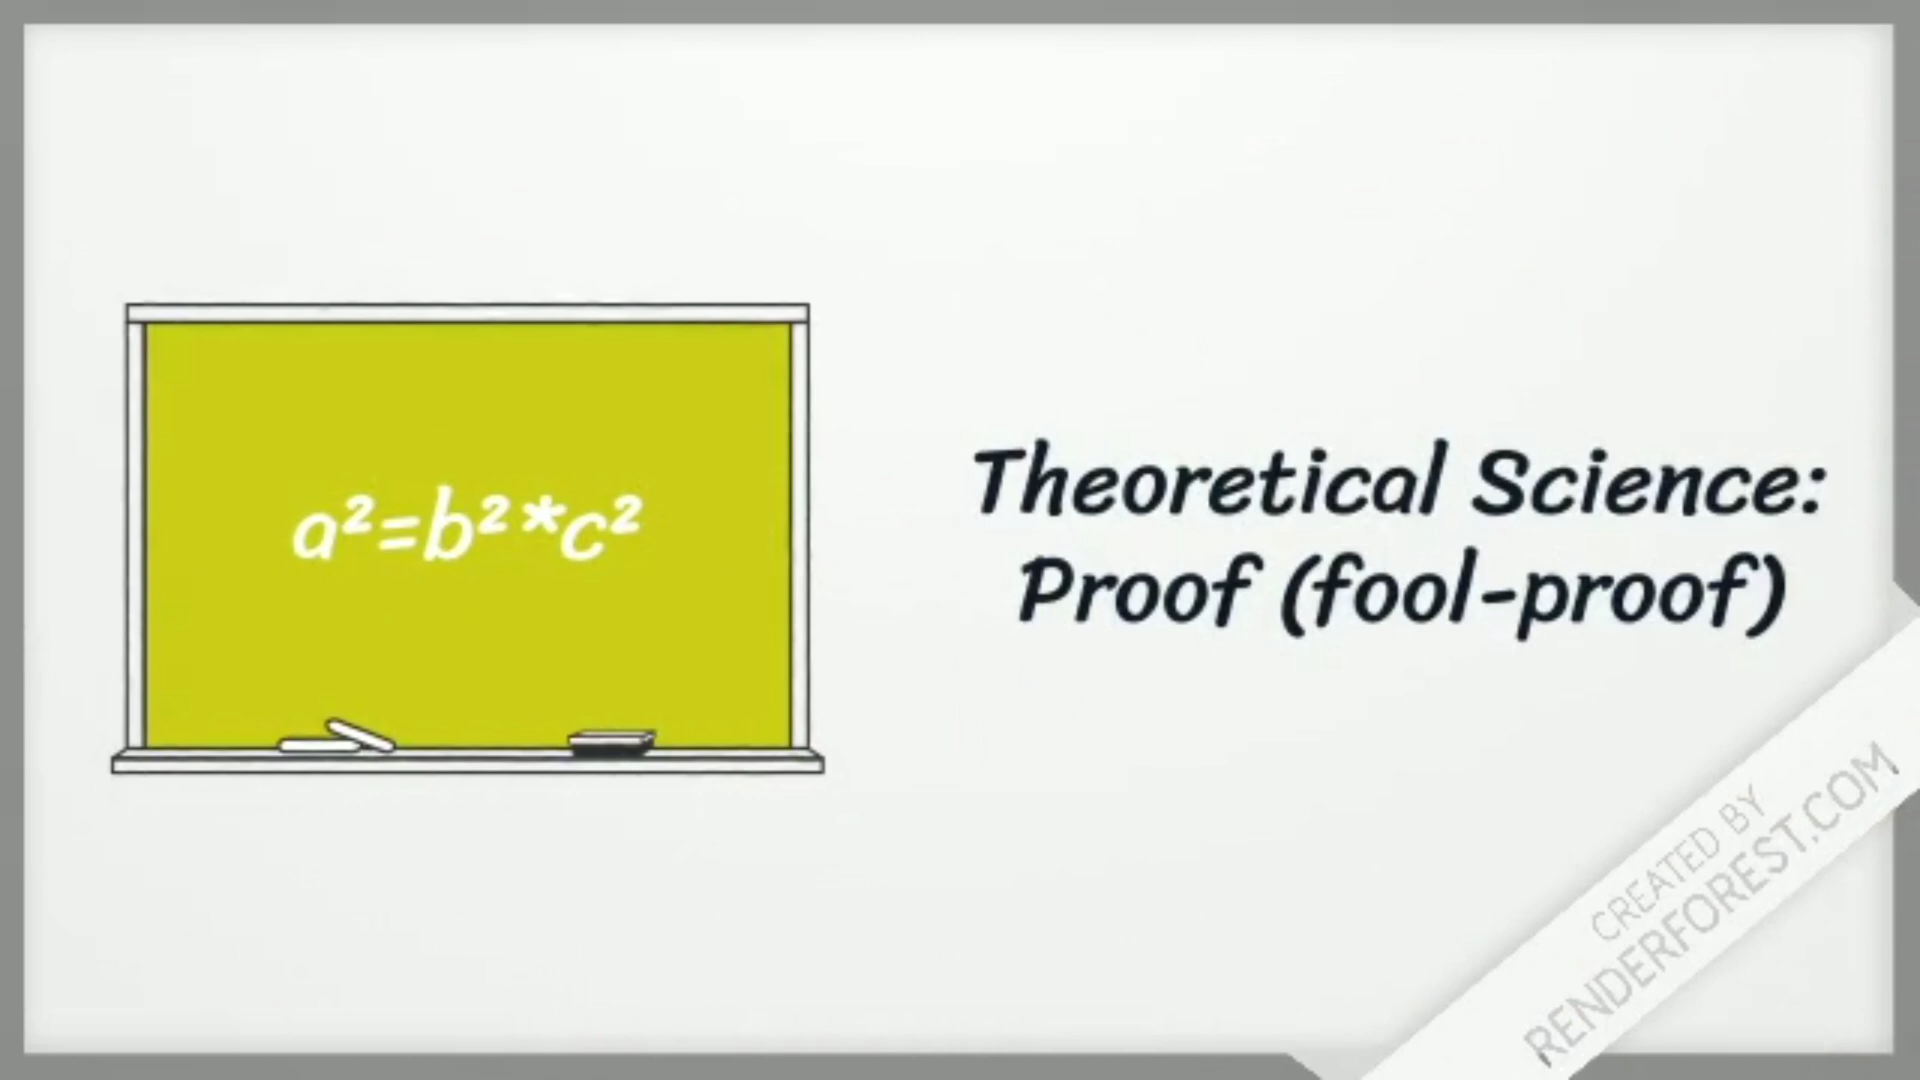 a²=b²*c²
Theoretical Science:
Proof (fool-proof)
CREATED BY
RENDERFOREST.COM